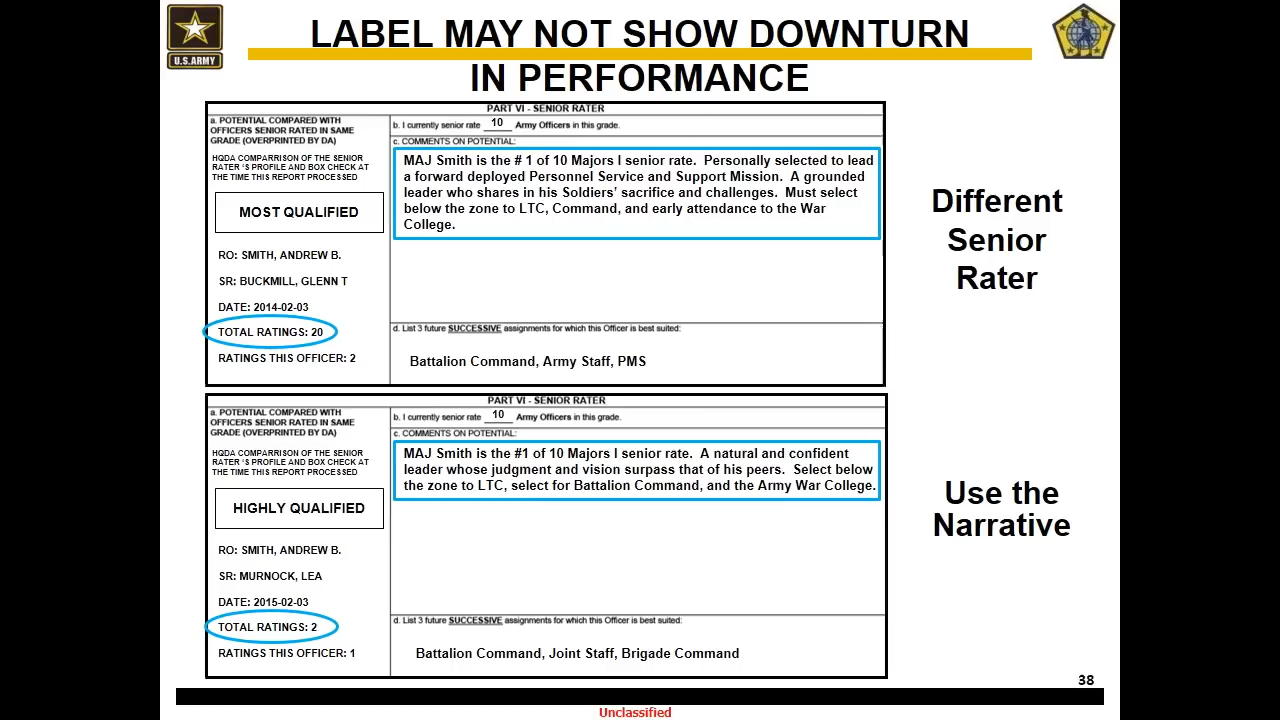 LABEL MAY NOT SHOW DOWNTURN
IN PERFORMANCE
U.S.ARMY
PART VI - SENIOR RATER
a. POTENTIAL COMPARED WITH
OFFICERS SENIOR RATED IN SAME
GRADE (OVERPRINTED BY DA)
HQDA COMPARRISON OF THE SENIOR
RATER 'S PROFILE AND BOX CHECK AT
THE TIME THIS REPORT PROCESSED
MOST QUALIFIED
RO: SMITH, ANDREW B.
SR: BUCKMILL, GLENN T
DATE: 2014-02-03
TOTAL RATINGS: 20
RATINGS THIS OFFICER: 2
b. I currently senior rate 10 Army Officers in this grade.
c. COMMENTS ON POTENTIAL:
MAJ Smith is the # 1 of 10 Majors I senior rate. Personally selected to lead
a forward deployed Personnel Service and Support Mission. A grounded
leader who shares in his Soldiers' sacrifice and challenges. Must select
below the zone to LTC, Command, and early attendance to the War
College.
d. List 3 future SUCCESSIVE assignments for which this Officer is best suited:
Battalion Command, Army Staff, PMS
Different
Senior
Rater
PART VI - SENIOR RATER
a. POTENTIAL COMPARED WITH
OFFICERS SENIOR RATED IN SAME
GRADE (OVERPRINTED BY DA)
HQDA COMPARRISON OF THE SENIOR
RATER 'S PROFILE AND BOX CHECK AT
THE TIME THIS REPORT PROCESSED
HIGHLY QUALIFIED
RO: SMITH, ANDREW B.
SR: MURNOCK, LEA
DATE: 2015-02-03
TOTAL RATINGS: 2
RATINGS THIS OFFICER: 1
b. I currently senior rate 10 Army Officers in this grade.
c. COMMENTS ON POTENTIAL:
MAJ Smith is the #1 of 10 Majors I senior rate. A natural and confident
leader whose judgment and vision surpass that of his peers. Select below
the zone to LTC, select for Battalion Command, and the Army War College.
d. List 3 future SUCCESSIVE assignments for which this Officer is best suited:
Battalion Command, Joint Staff, Brigade Command
Use the
Narrative
38
Unclassified